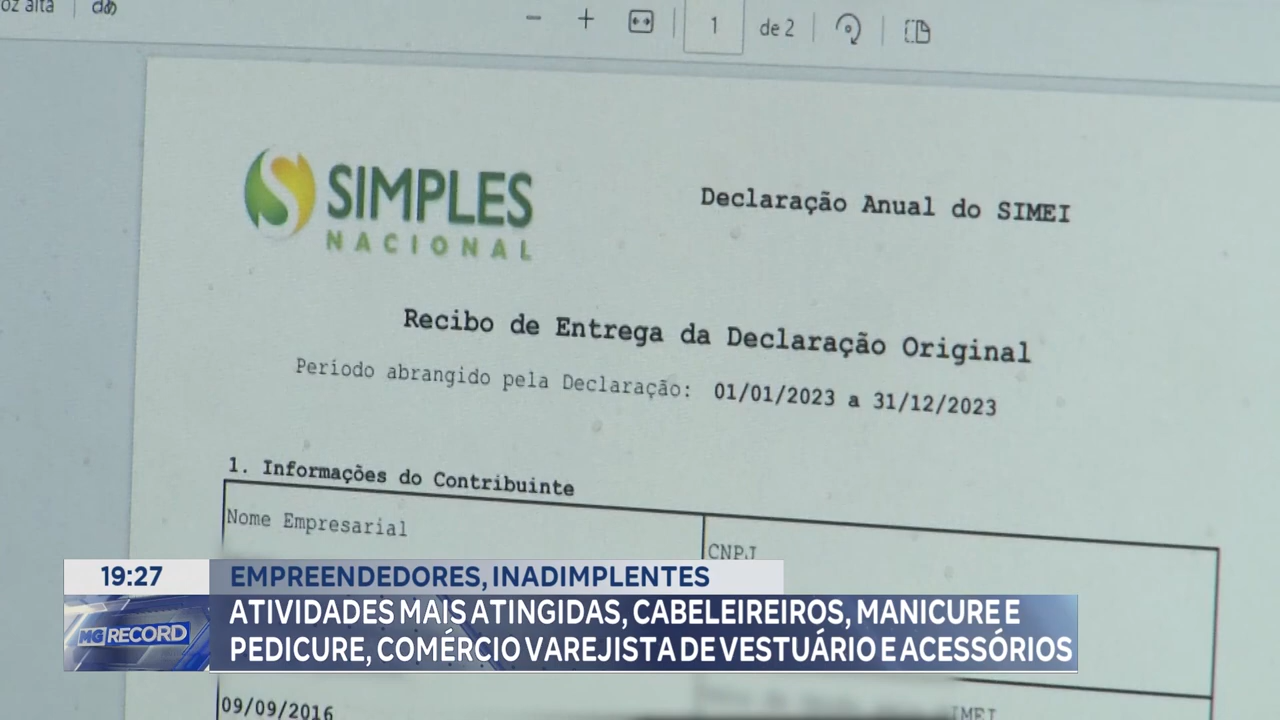 oz alta
1 de 2
SIMPLES
NACIONAL
Declaração Anual do SIMEI
Recibo de Entrega da Declaração Original
Período abrangido pela Declaração: 01/01/2023 a 31/12/2023
1. Informações do Contribuinte
Nome Empresarial
CNPJ
19:27
EMPREENDEDORES, INADIMPLENTES
MG RECORD
ATIVIDADES MAIS ATINGIDAS, CABELEIREIROS, MANICURE E
PEDICURE, COMÉRCIO VAREJISTA DE VESTUÁRIO E ACESSÓRIOS
09/09/2016